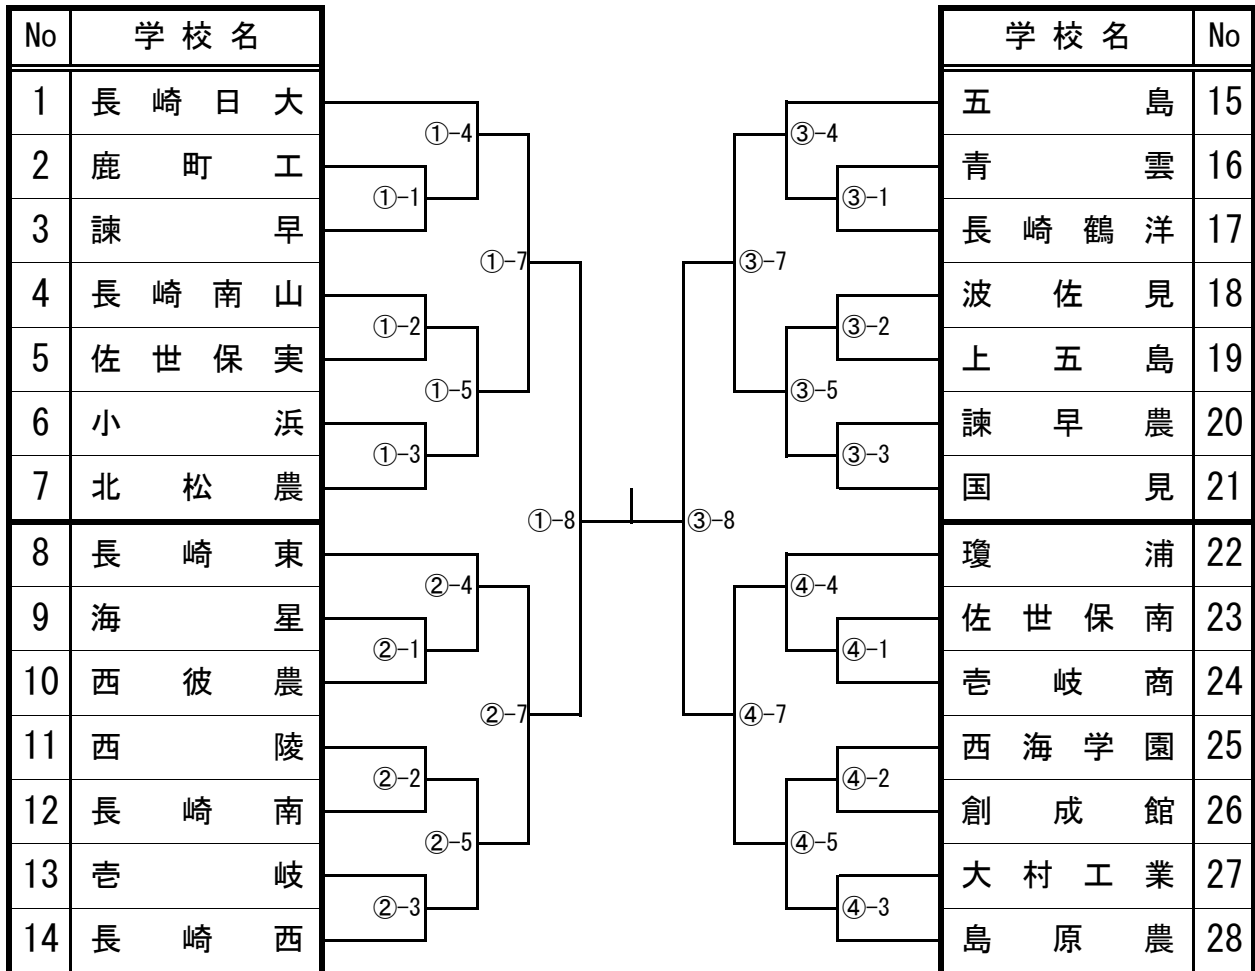 No 学校名
1 長崎日大
①-4
2 鹿町工
①-1
3 諫早
①-7
4 長崎南山
①-2
5 佐世保実
①-5
6 小浜
①-3
7 北松農
①-8
8 長崎東
②-4
9 海星
②-1
10 西彼農
②-7
11 西陵
②-2
12 長崎南
②-5
13 壱岐
②-3
14 長崎西
学校名 No
五島 15
③-4
青雲 16
③-1
長崎鶴洋 17
③-7
波佐見 18
③-2
上五島 19
③-5
諫早農 20
③-3
国見 21
③-8
瓊浦 22
④-4
佐世保南 23
④-1
壱岐商 24
④-7
西海学園 25
④-2
創成館 26
④-5
大村工業 27
④-3
島原農 28